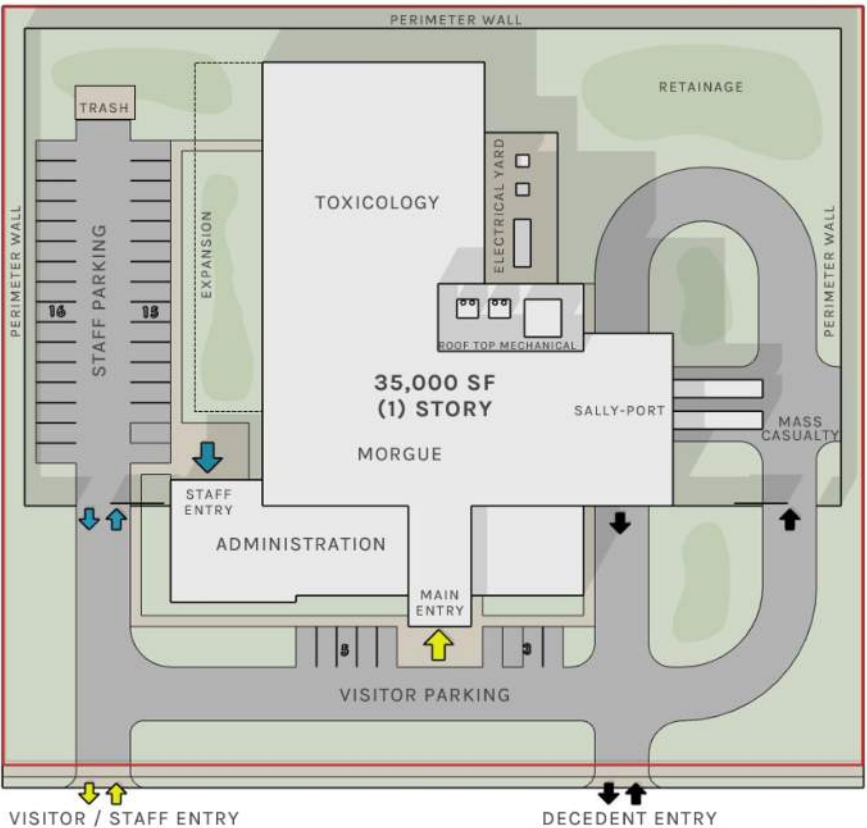 PERIMETER WALL
RETAINAGE
TRASH
ELECTRICAL YARD
TOXICOLOGY
EXPANSION
PERIMETER WALL
STAFF PARKING
16
15
PERIMETER WALL
ROOF TOP MECHANICAL
35,000 SF
(1) STORY
SALLY-PORT
MASS
CASUALTY
MORGUE
STAFF
ENTRY
ADMINISTRATION
MAIN
ENTRY
5
3
VISITOR PARKING
VISITOR / STAFF ENTRY
DECEDENT ENTRY